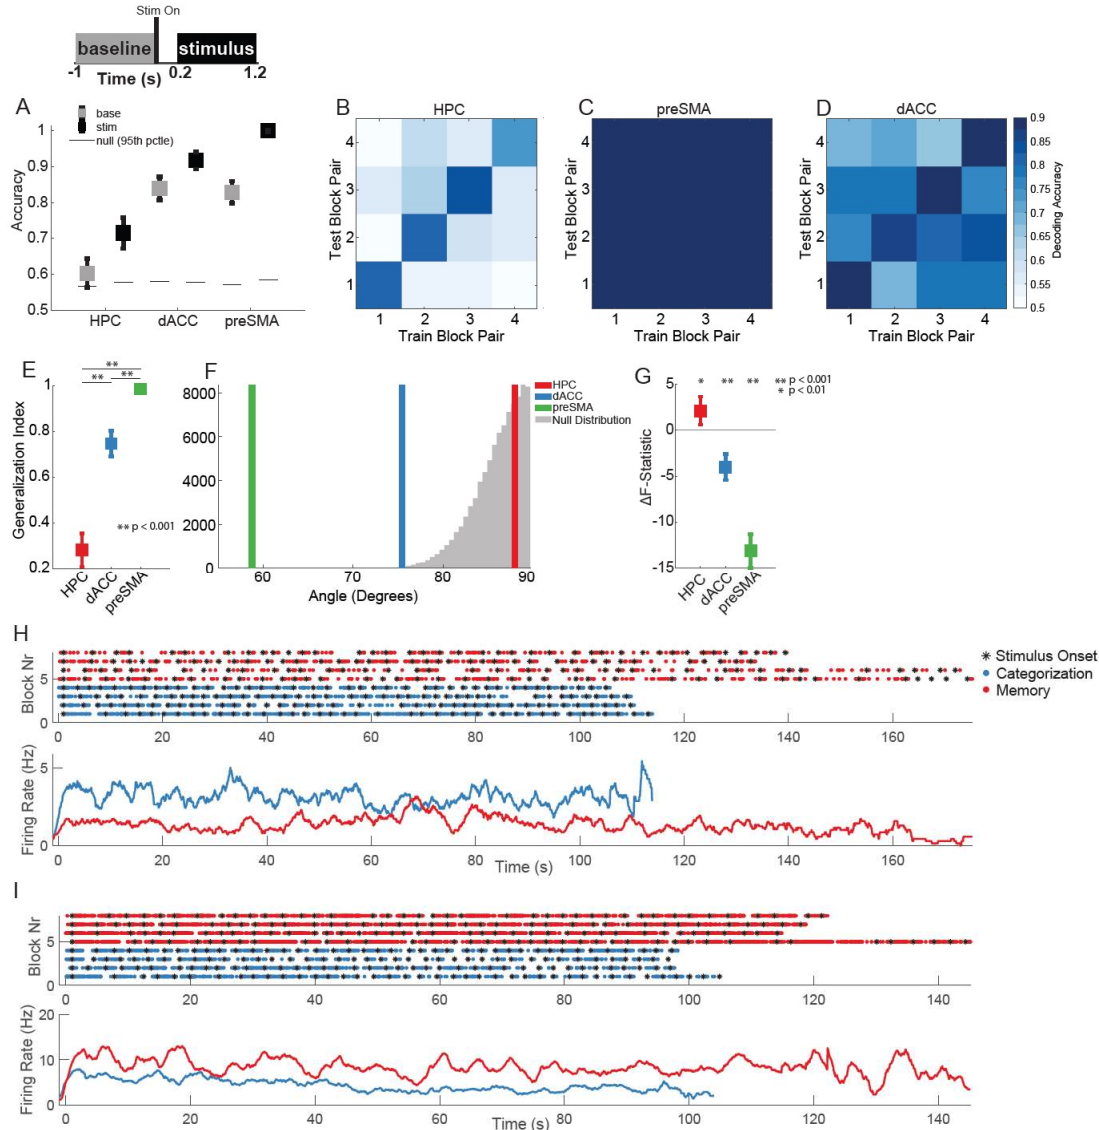 Stim On
baseline
stimulus
-1 Time (s) 0.2 1.2
A
base
stim
null (95th pctle)
1
0.9
0.8
0.7
0.6
0.5
Accuracy
HPC dACC preSMA
B HPC
4
3
2
1
Test Block Pair
1 2 3 4
Train Block Pair
C preSMA
4
3
2
1
Test Block Pair
1 2 3 4
Train Block Pair
D dACC
4
3
2
1
Test Block Pair
1 2 3 4
Train Block Pair
0.9
0.85
0.8
0.75
0.7
0.65
0.6
0.55
0.5
Decoding Accuracy
E
**
** **
1
0.8
0.6
0.4
0.2
Generalization Index
** p < 0.001
HPC
dACC
preSMA
F
8000
6000
4000
2000
0
60 70 80 90
Angle (Degrees)
HPC
dACC
preSMA
Null Distribution
G
5
0
-5
-10
-15
ΔF-Statistic
* ** **
** p < 0.001
* p < 0.01
HPC
dACC
preSMA
H
Block Nr
5
0
0 20 40 60 80 100 120 140 160
Stimulus Onset
Categorization
Memory
Firing Rate (Hz)
5
0
0 20 40 60 80 100 120 140 160
Time (s)
I
Block Nr
5
0
0 20 40 60 80 100 120 140
Firing Rate (Hz)
20
10
0
0 20 40 60 80 100 120 140
Time (s)